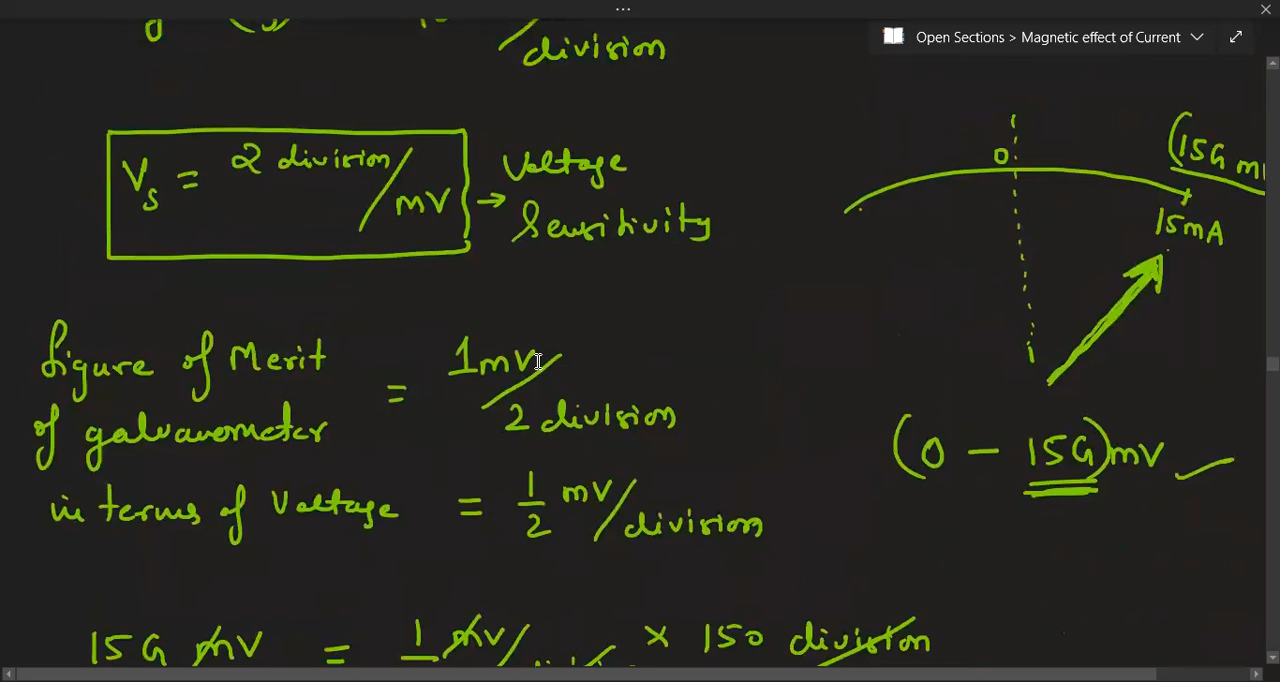 ...
Open Sections > Magnetic effect of Current
division
Vs = 2 division/mV → Voltage Sensitivity
0
(15G m
15mA
figure of Merit of galvanometer in terms of Voltage = 1mV/2 division
= 1/2 mV/division
(0 - 15G)mV
15G mV = 1 mV/ × 150 division